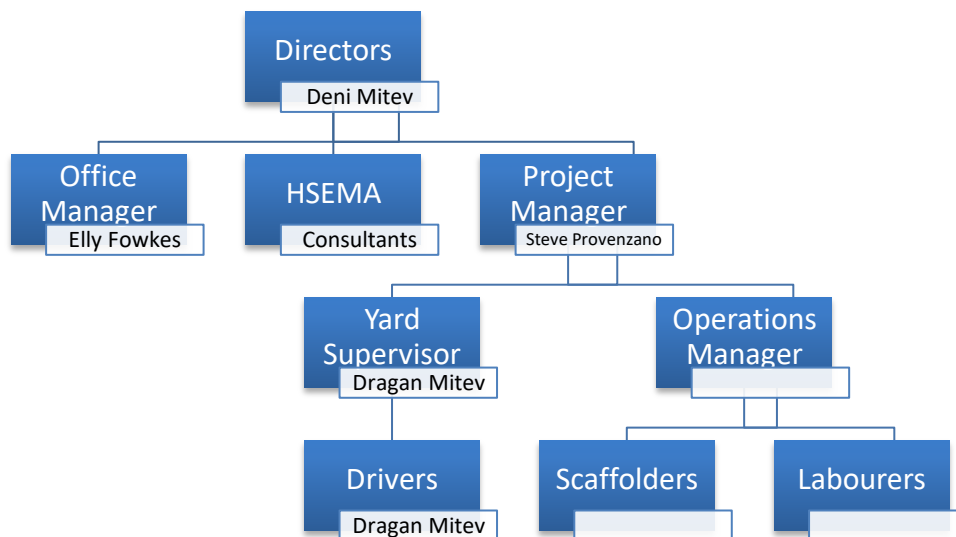 Directors
Deni Mitev
Office
Manager
Elly Fowkes
HSEMA
Consultants
Project
Manager
Steve Provenzano
Yard
Supervisor
Dragan Mitev
Operations
Manager
Drivers
Dragan Mitev
Scaffolders
Labourers